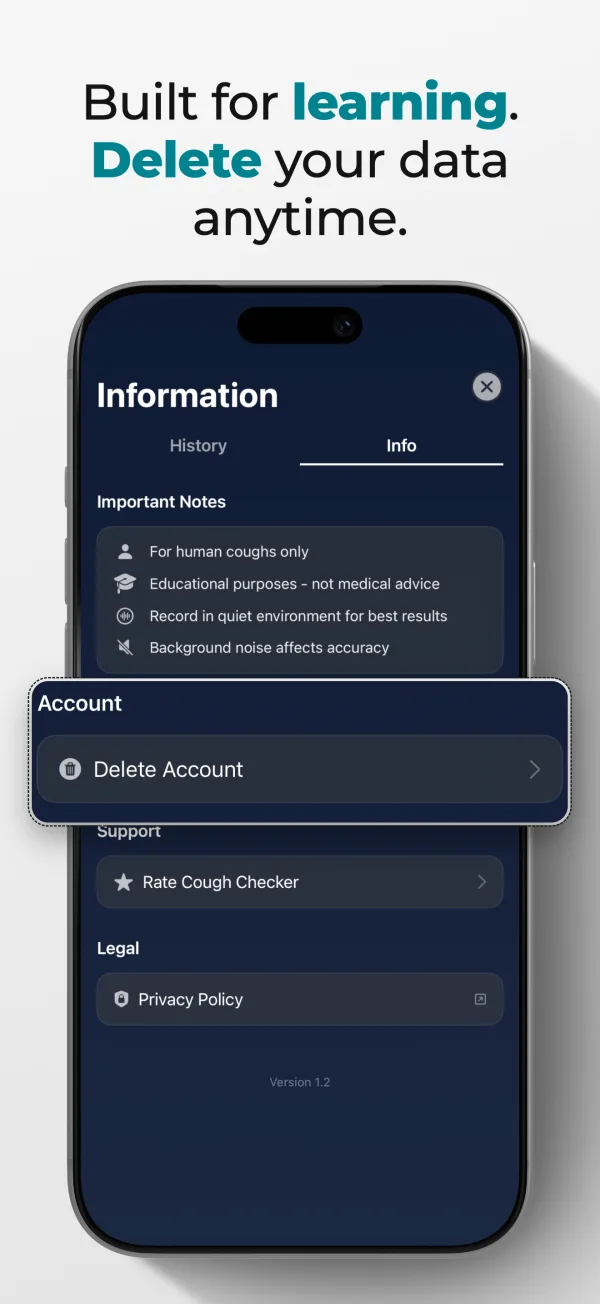 Built for learning.
Delete your data
anytime.
Information
History
Info
Important Notes
For human coughs only
Educational purposes - not medical advice
Record in quiet environment for best results
Background noise affects accuracy
Account
Delete Account
Support
Rate Cough Checker
Legal
Privacy Policy
Version 1.2